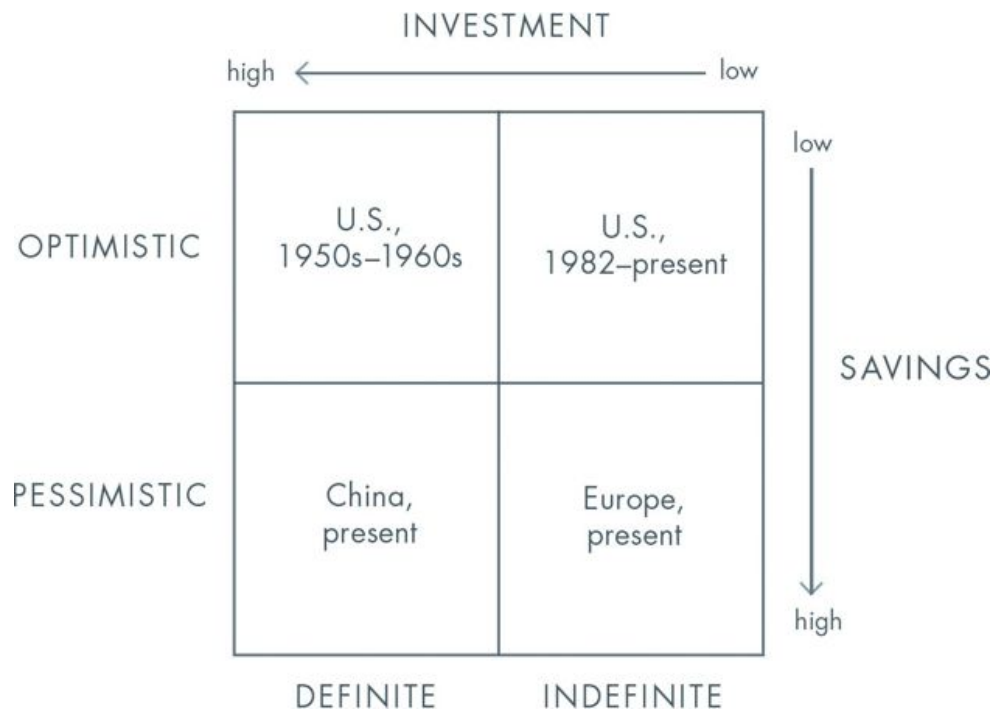 INVESTMENT
high
low
low
OPTIMISTIC
U.S.,
1950s–1960s
U.S.,
1982–present
SAVINGS
PESSIMISTIC
China,
present
Europe,
present
high
DEFINITE
INDEFINITE